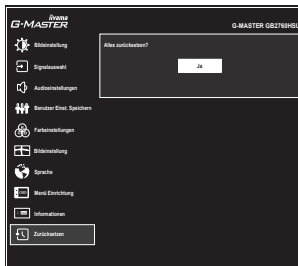 iiyama
G-MASTER
G-MASTER GB2760HSU
Bildeinstellung
Alles zurücksetzen?
Ja
Signalauswahl
Audioeinstellungen
Benutzer Einst. Speichern
Farbeinstellungen
Bildeinstellung
Sprache
OSD
Menü Einrichtung
Informationen
Zurücksetzen